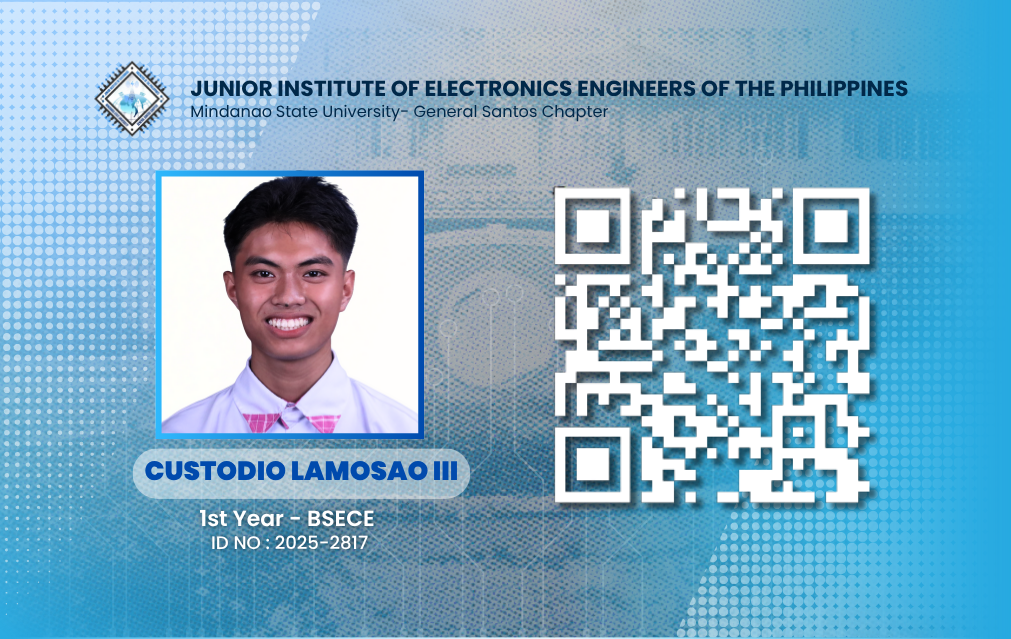 JUNIOR INSTITUTE OF ELECTRONICS ENGINEERS OF THE PHILIPPINES
Mindanao State University- General Santos Chapter
CUSTODIO LAMOSAO III
1st Year - BSECE
ID NO : 2025-2817